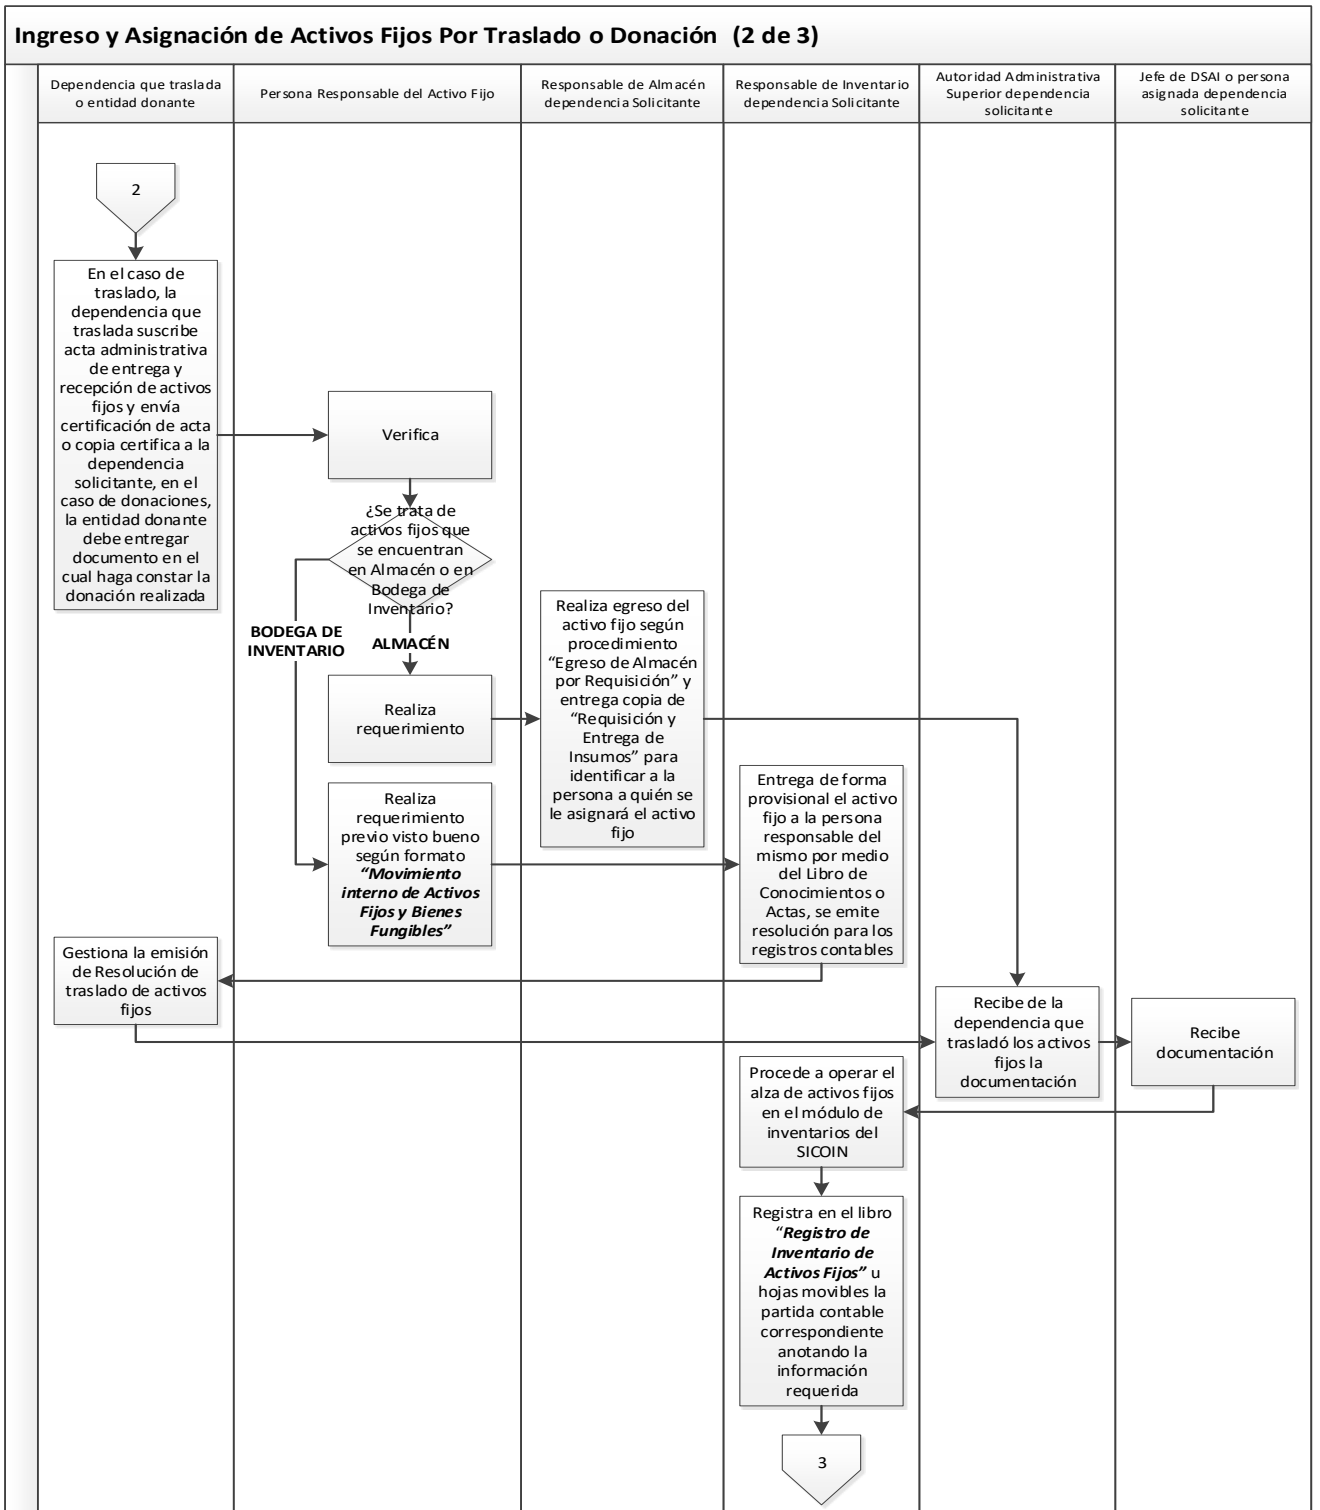 Ingreso y Asignación de Activos Fijos Por Traslado o Donación (2 de 3)
Dependencia que traslada
o entidad donante
Persona Responsable del Activo Fijo
Responsable de Almacén
dependencia Solicitante
Responsable de Inventario
dependencia Solicitante
Autoridad Administrativa
Superior dependencia
solicitante
Jefe de DSAI o persona
asignada dependencia
solicitante
2
En el caso de
traslado, la
dependencia que
traslada suscribe
acta administrativa
de entrega y
recepción de activos
fijos y envía
certificación de acta
o copia certifica a la
dependencia
solicitante, en el
caso de donaciones,
la entidad donante
debe entregar
documento en el
cual haga constar la
donación realizada
Verifica
¿Se trata de
activos fijos que
se encuentran
en Almacén o en
Bodega de
Inventario?
BODEGA DE
INVENTARIO
ALMACÉN
Realiza
requerimiento
Realiza egreso del
activo fijo según
procedimiento
“Egreso de Almacén
por Requisición” y
entrega copia de
“Requisición y
Entrega de
Insumos” para
identificar a la
persona a quién se
le asignará el activo
fijo
Realiza
requerimiento
previo visto bueno
según formato
“Movimiento
interno de Activos
Fijos y Bienes
Fungibles”
Entrega de forma
provisional el activo
fijo a la persona
responsable del
mismo por medio
del Libro de
Conocimientos o
Actas, se emite
resolución para los
registros contables
Gestiona la emisión
de Resolución de
traslado de activos
fijos
Recibe de la
dependencia que
trasladó los activos
fijos la
documentación
Recibe
documentación
Procede a operar el
alza de activos fijos
en el módulo de
inventarios del
SICOIN
Registra en el libro
“Registro de
Inventario de
Activos Fijos” u
hojas movibles la
partida contable
correspondiente
anotando la
información
requerida
3